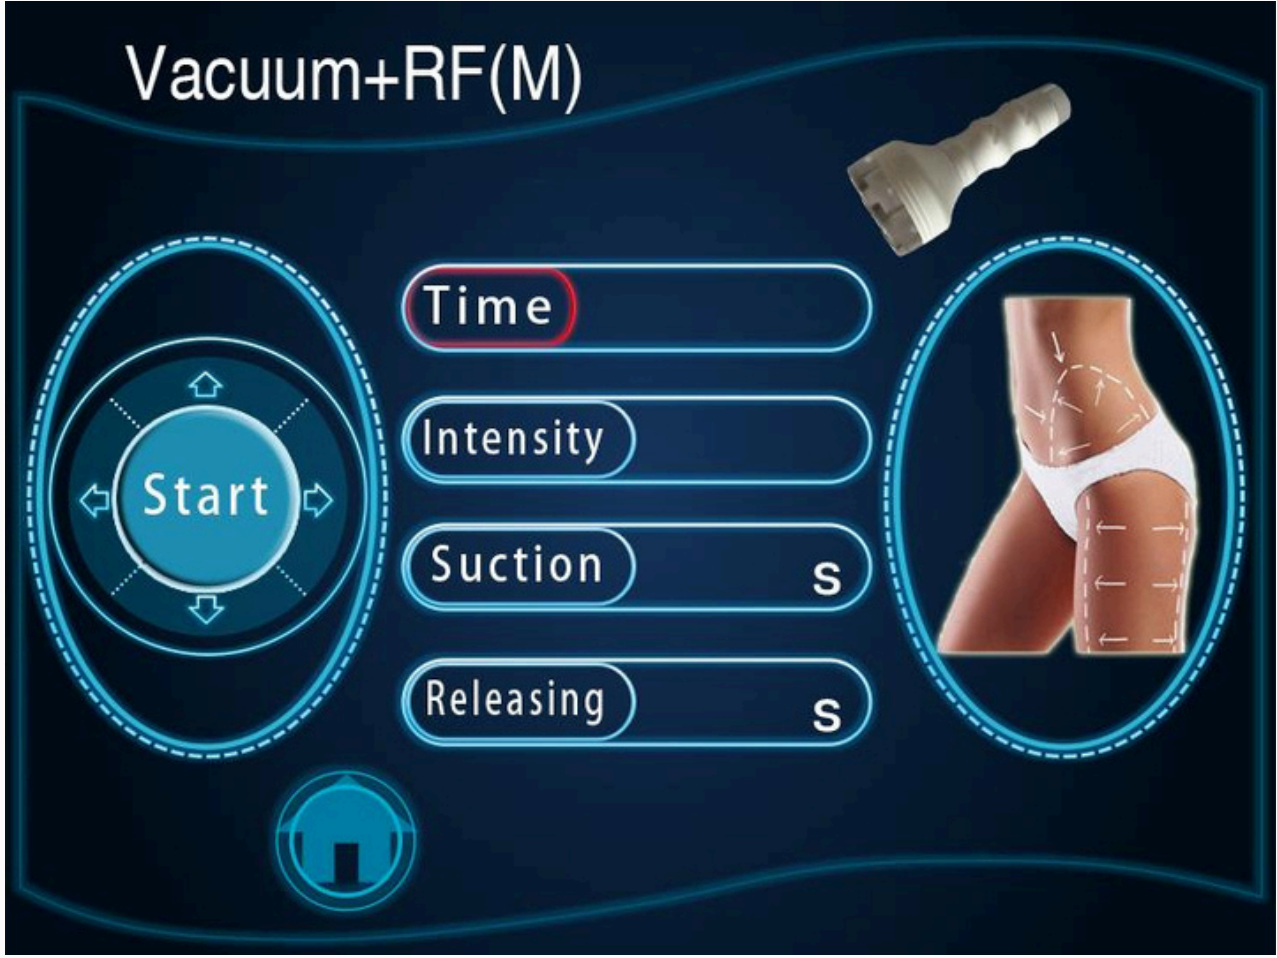 Vacuum+RF(M)
Time
Intensity
Start
Suction s
Releasing s